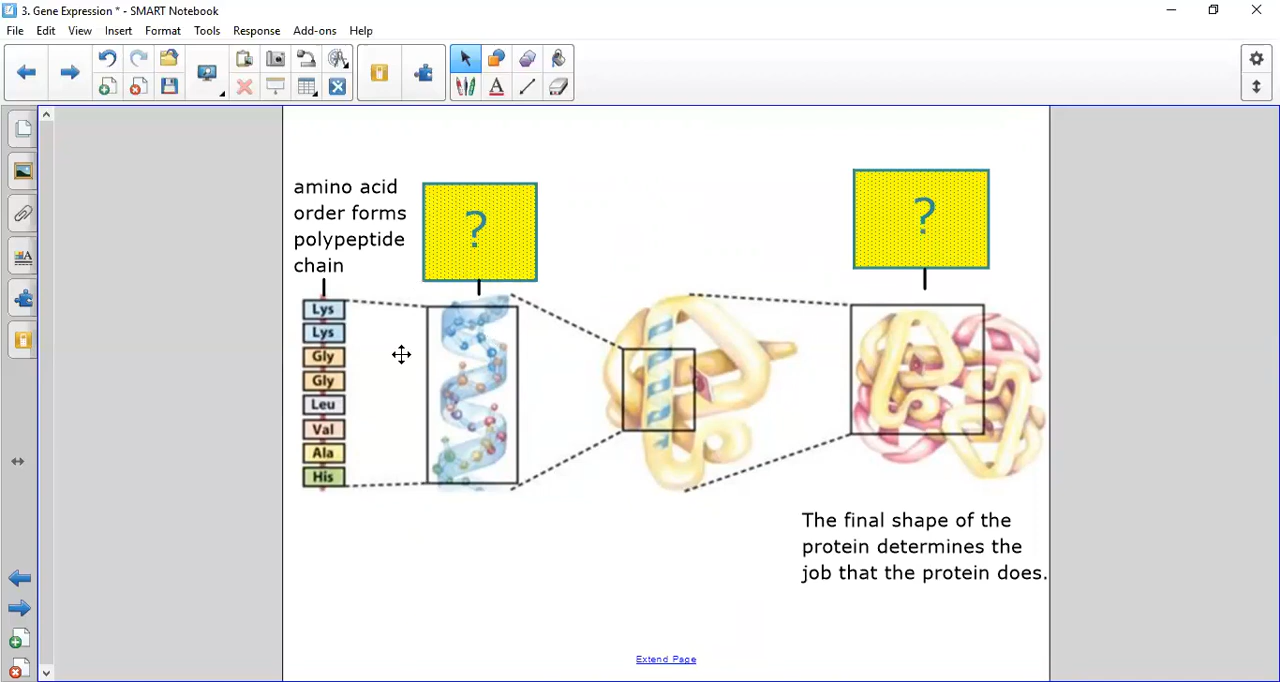 3. Gene Expression * - SMART Notebook
File Edit View Insert Format Tools Response Add-ons Help
amino acid
order forms
polypeptide
chain
?
?
Lys
Lys
Gly
Gly
Leu
Val
Ala
His
The final shape of the
protein determines the
job that the protein does.
Extend Page